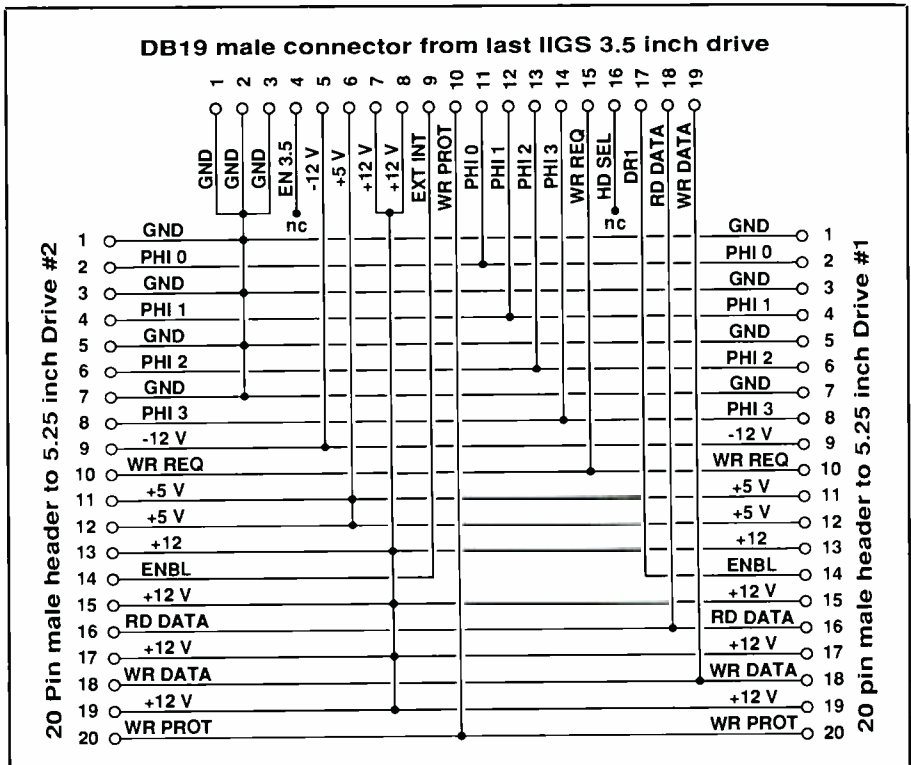 DB19 male connector from last IIGS 3.5 inch drive
1 2 3 4 5 6 7 8 9 10 11 12 13 14 15 16 17 18 19
GND
GND
GND
EN 3.5
-12 V
+5 V
+12 V
+12 V
EXT INT
WR PROT
PHI 0
PHI 1
PHI 2
PHI 3
WR REQ
HD SEL
DR1
RD DATA
WR DATA
nc
nc
20 Pin male header to 5.25 inch Drive #2
1 GND
2 PHI 0
3 GND
4 PHI 1
5 GND
6 PHI 2
7 GND
8 PHI 3
9 -12 V
10 WR REQ
11 +5 V
12 +5 V
13 +12
14 ENBL
15 +12 V
16 RD DATA
17 +12 V
18 WR DATA
19 +12 V
20 WR PROT
GND 1
PHI 0 2
GND 3
PHI 1 4
GND 5
PHI 2 6
GND 7
PHI 3 8
-12 V 9
WR REQ 10
+5 V 11
+5 V 12
+12 13
ENBL 14
+12 V 15
RD DATA 16
+12 V 17
WR DATA 18
+12 V 19
WR PROT 20
20 pin male header to 5.25 inch Drive #1